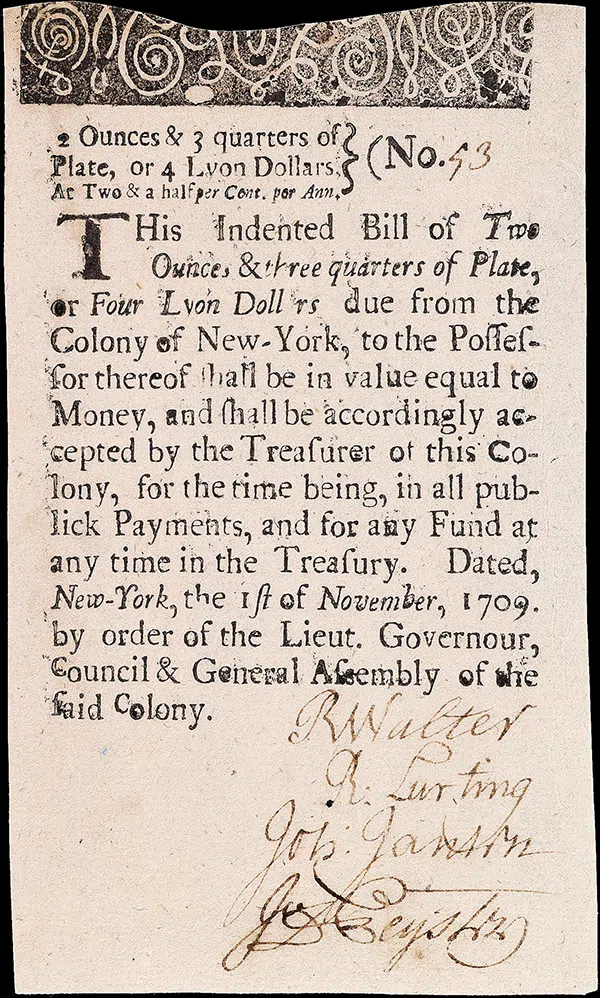 2 Ounces & 3 quarters of
Plate, or 4 Lyon Dollars.
At Two & a half per Cent. per Ann.
(No. 53
THis Indented Bill of Two
Ounces & three quarters of Plate,
or Four Lyon Doll rs due from the
Colony of New-York, to the Poſſeſ-
ſor thereof ſhall be in value equal to
Money, and ſhall be accordingly ac-
cepted by the Treaſurer of this Co-
lony, for the time being, in all pub-
lick Payments, and for any Fund at
any time in the Treaſury. Dated,
New-York, the 1ſt of November, 1709.
by order of the Lieut. Governour,
Council & General Aſſembly of the
ſaid Colony.
R Walter
R: Lurting
Joh: Janſen